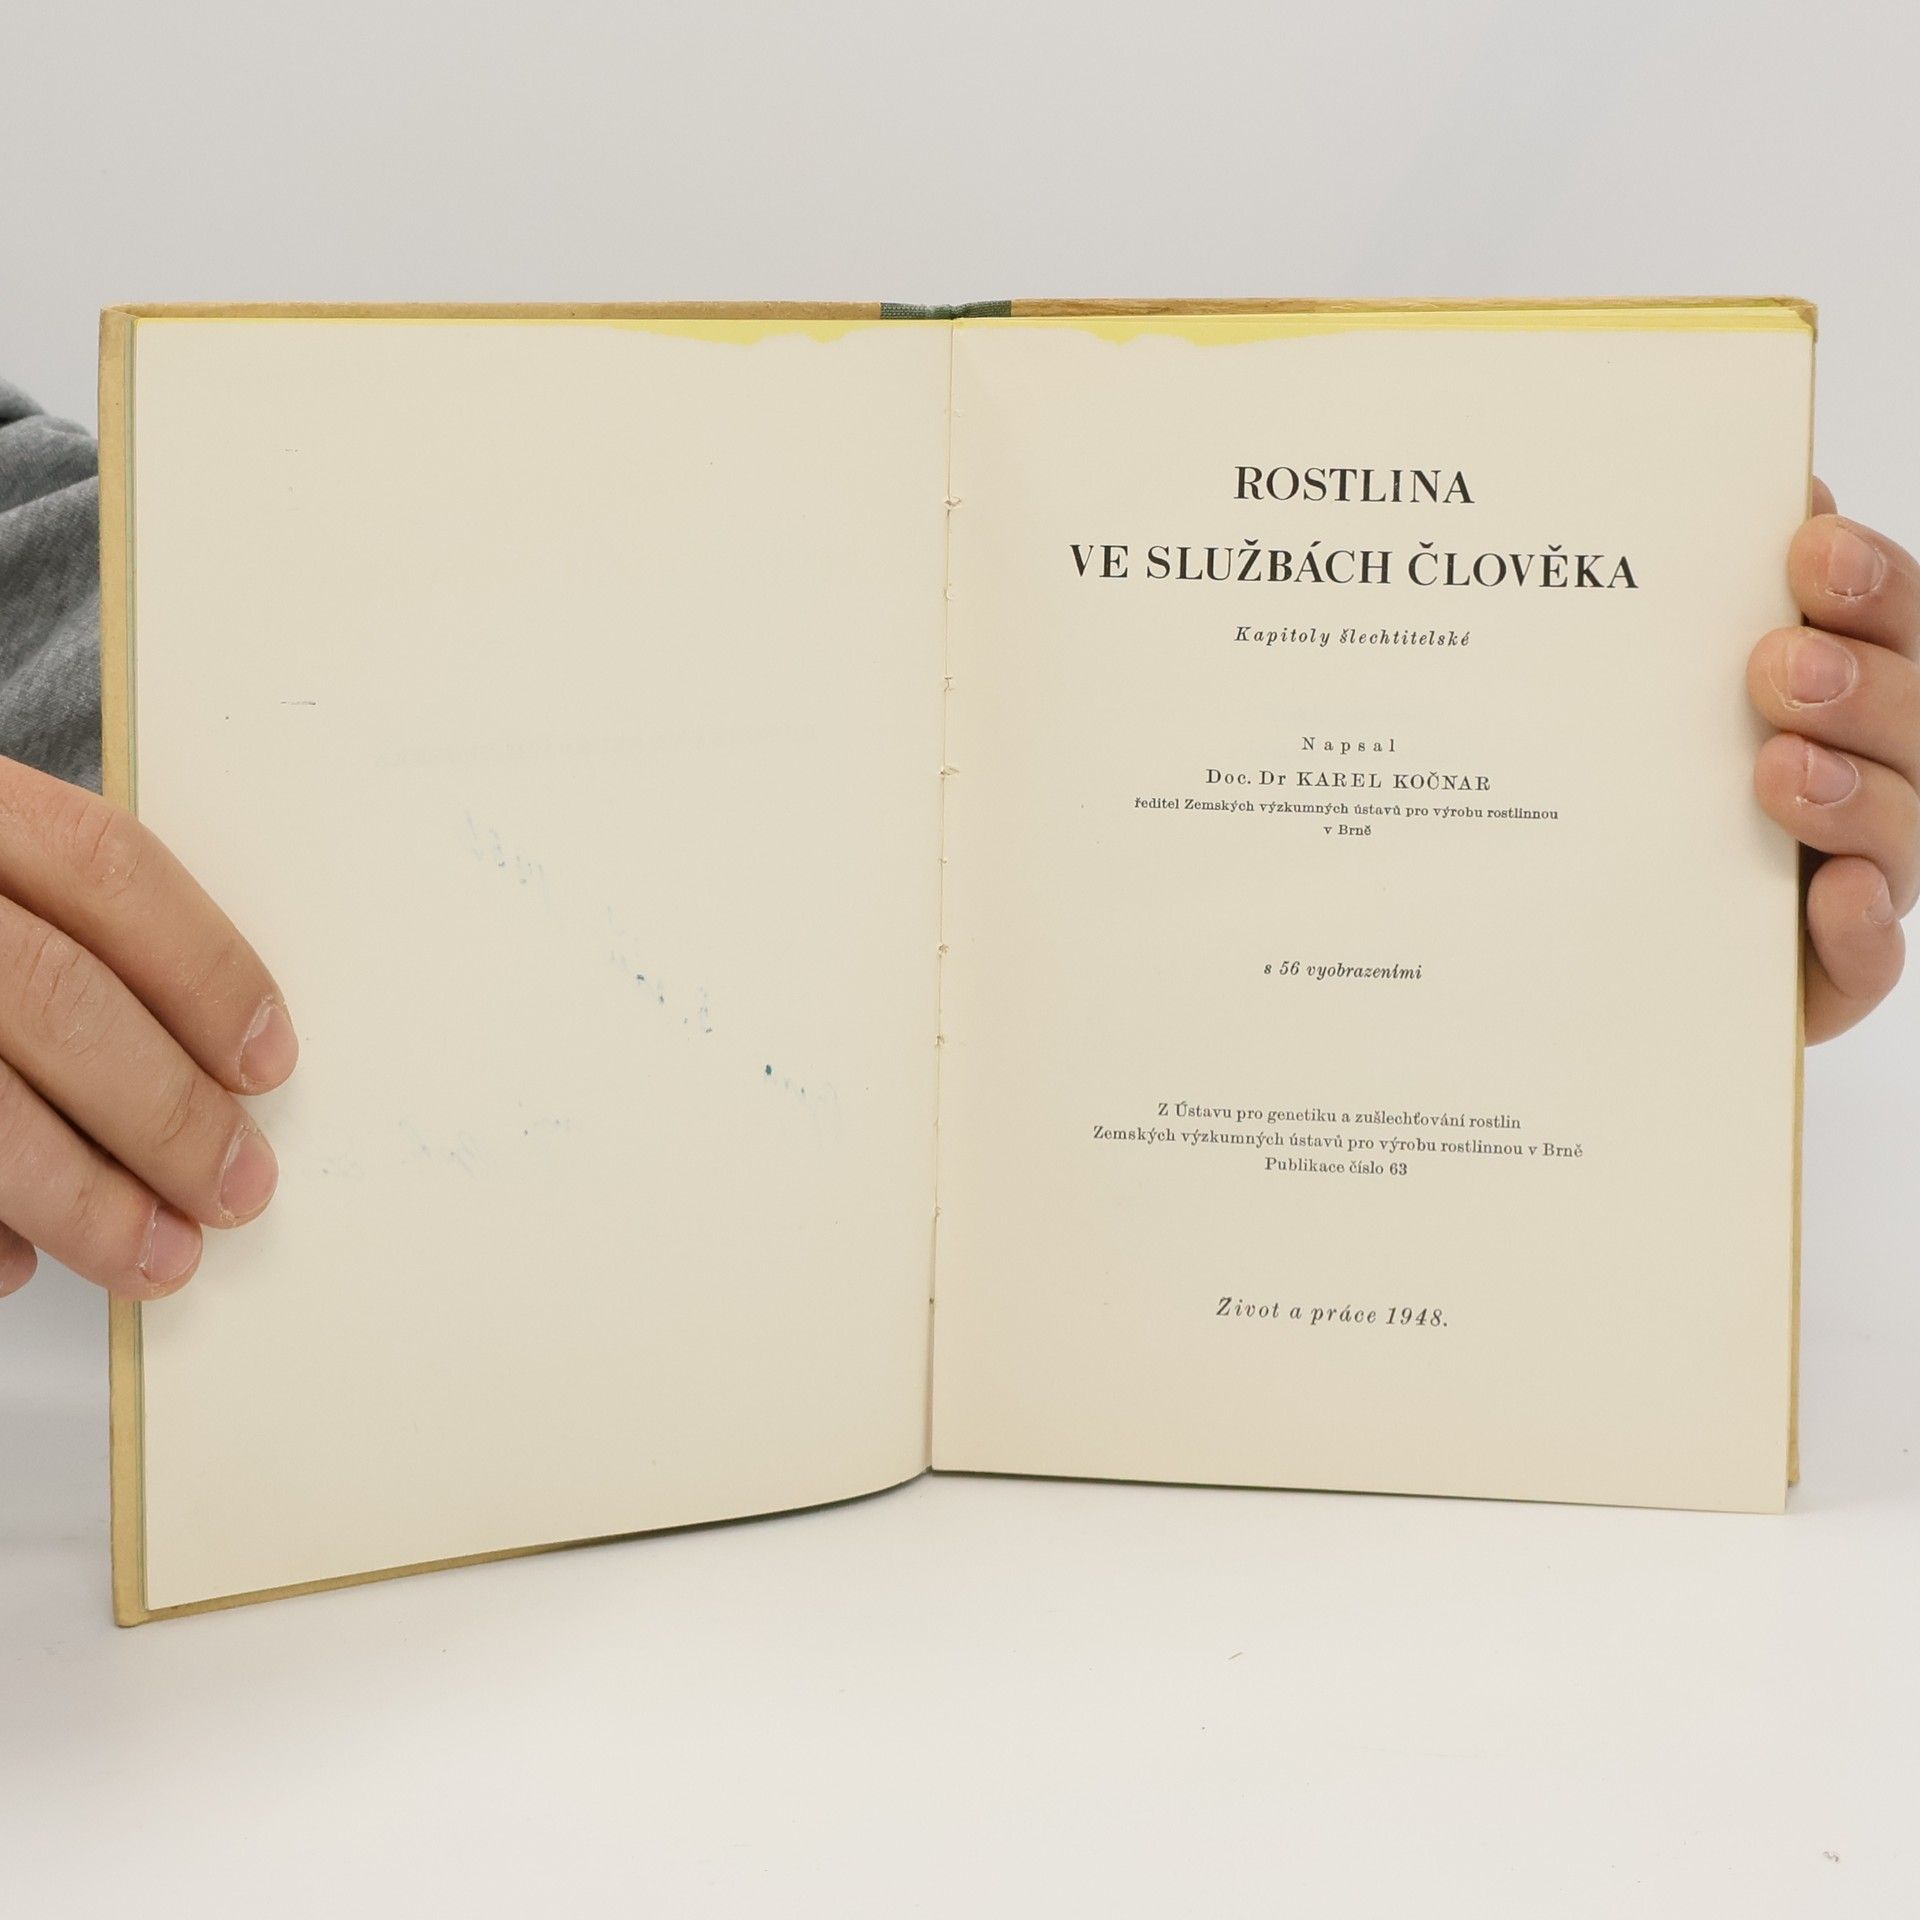 ROSTLINA
VE SLUŽBÁCH ČLOVĚKA
Kapitoly šlechtitelské
Napsal
Doc. Dr KAREL KOČNAR
ředitel Zemských výzkumných ústavů pro výrobu rostlinnou
v Brně
s 56 vyobrazeními
Z Ústavu pro genetiku a zušlechťování rostlin
Zemských výzkumných ústavů pro výrobu rostlinnou v Brně
Publikace číslo 63
Život a práce 1948.